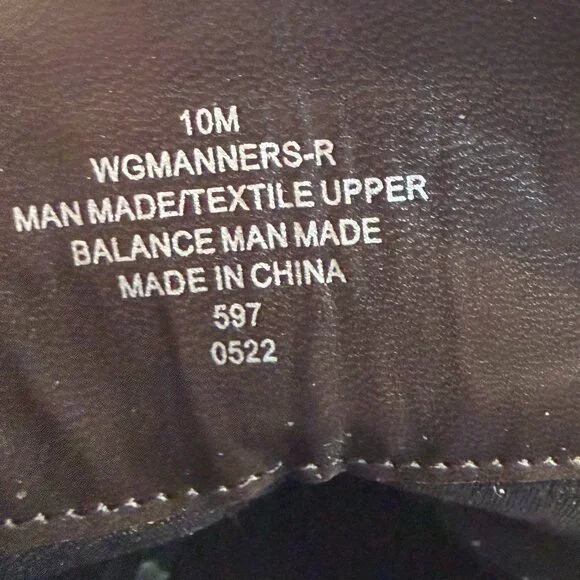 10M
WGMANNERS-R
MAN MADE/TEXTILE UPPER
BALANCE MAN MADE
MADE IN CHINA
597
0522